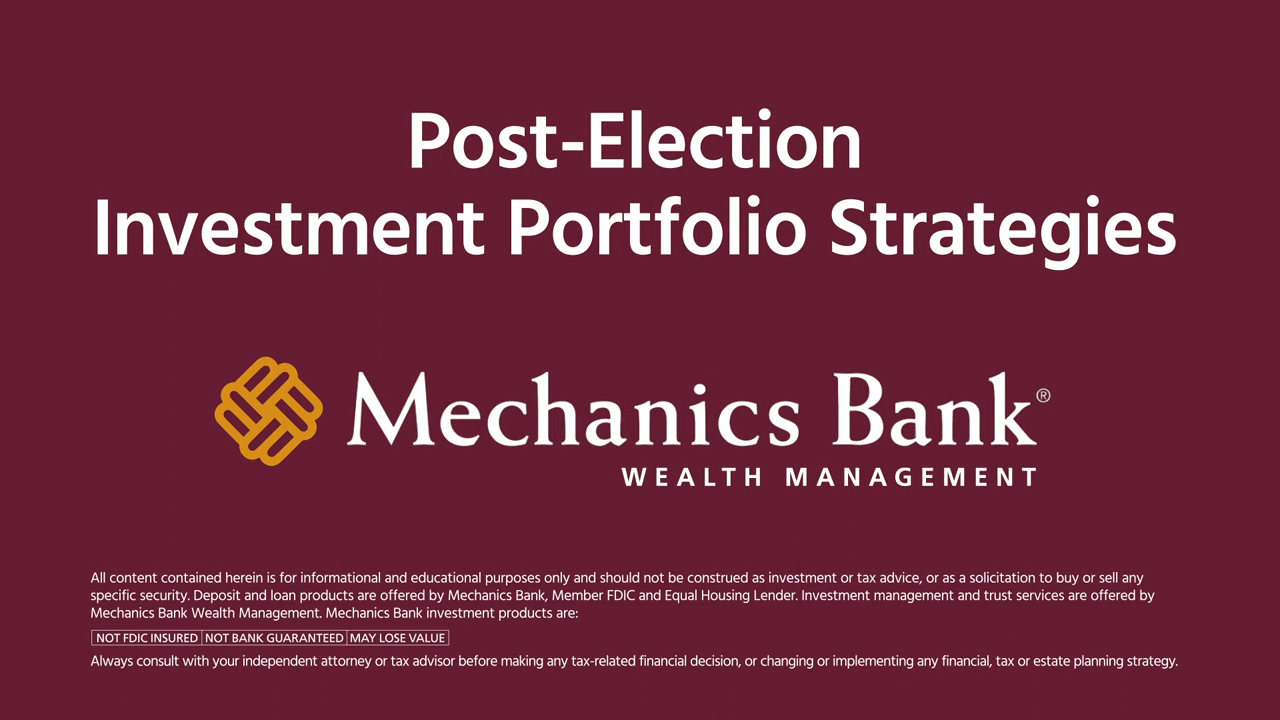 Post-Election
Investment Portfolio Strategies
Mechanics Bank®
WEALTH MANAGEMENT
All content contained herein is for informational and educational purposes only and should not be construed as investment or tax advice, or as a solicitation to buy or sell any
specific security. Deposit and loan products are offered by Mechanics Bank, Member FDIC and Equal Housing Lender. Investment management and trust services are offered by
Mechanics Bank Wealth Management. Mechanics Bank investment products are:
NOT FDIC INSURED NOT BANK GUARANTEED MAY LOSE VALUE
Always consult with your independent attorney or tax advisor before making any tax-related financial decision, or changing or implementing any financial, tax or estate planning strategy.